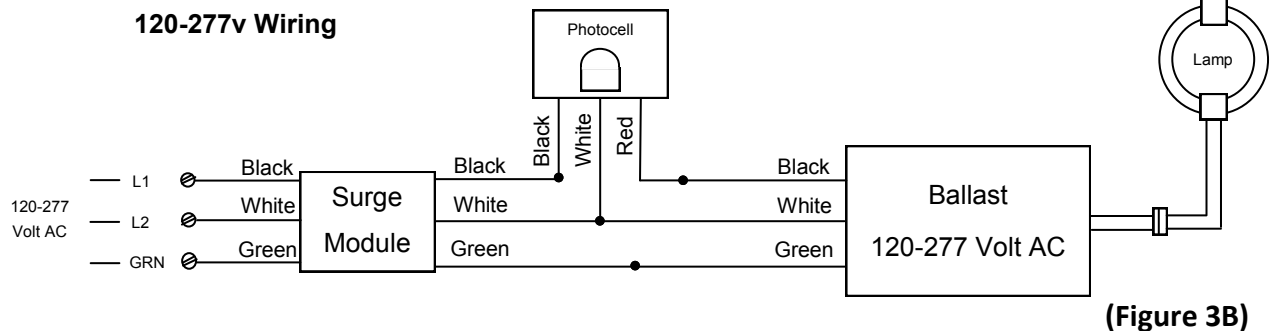 120-277v Wiring
Photocell
Lamp
Black
White
Red
L1
Black
Black
Black
120-277
Volt AC
L2
White
Surge
Module
White
White
Ballast
120-277 Volt AC
GRN
Green
Green
Green
(Figure 3B)